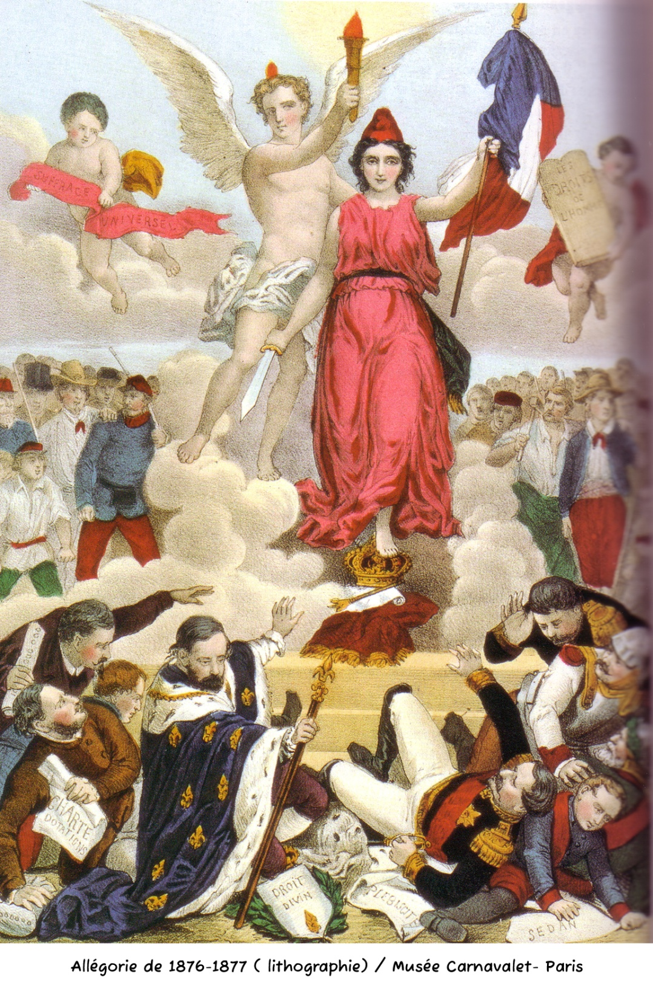 SUFFRAGE
UNIVERSEL
LES
DROITS
DE
L'HOMME
CHARTE
DOTATIONS
DROIT
DIVIN
PLEBISCITE
SEDAN
Allégorie de 1876-1877 ( lithographie) / Musée Carnavalet- Paris